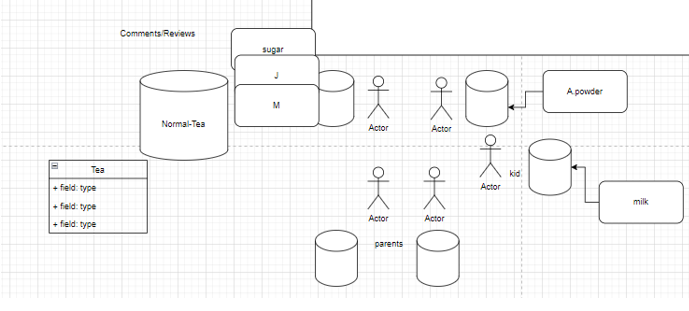 Comments/Reviews
sugar
J
M
Normal-Tea
Actor
Actor
A.powder
Tea
+ field: type
+ field: type
+ field: type
Actor
kid
milk
Actor
Actor
parents